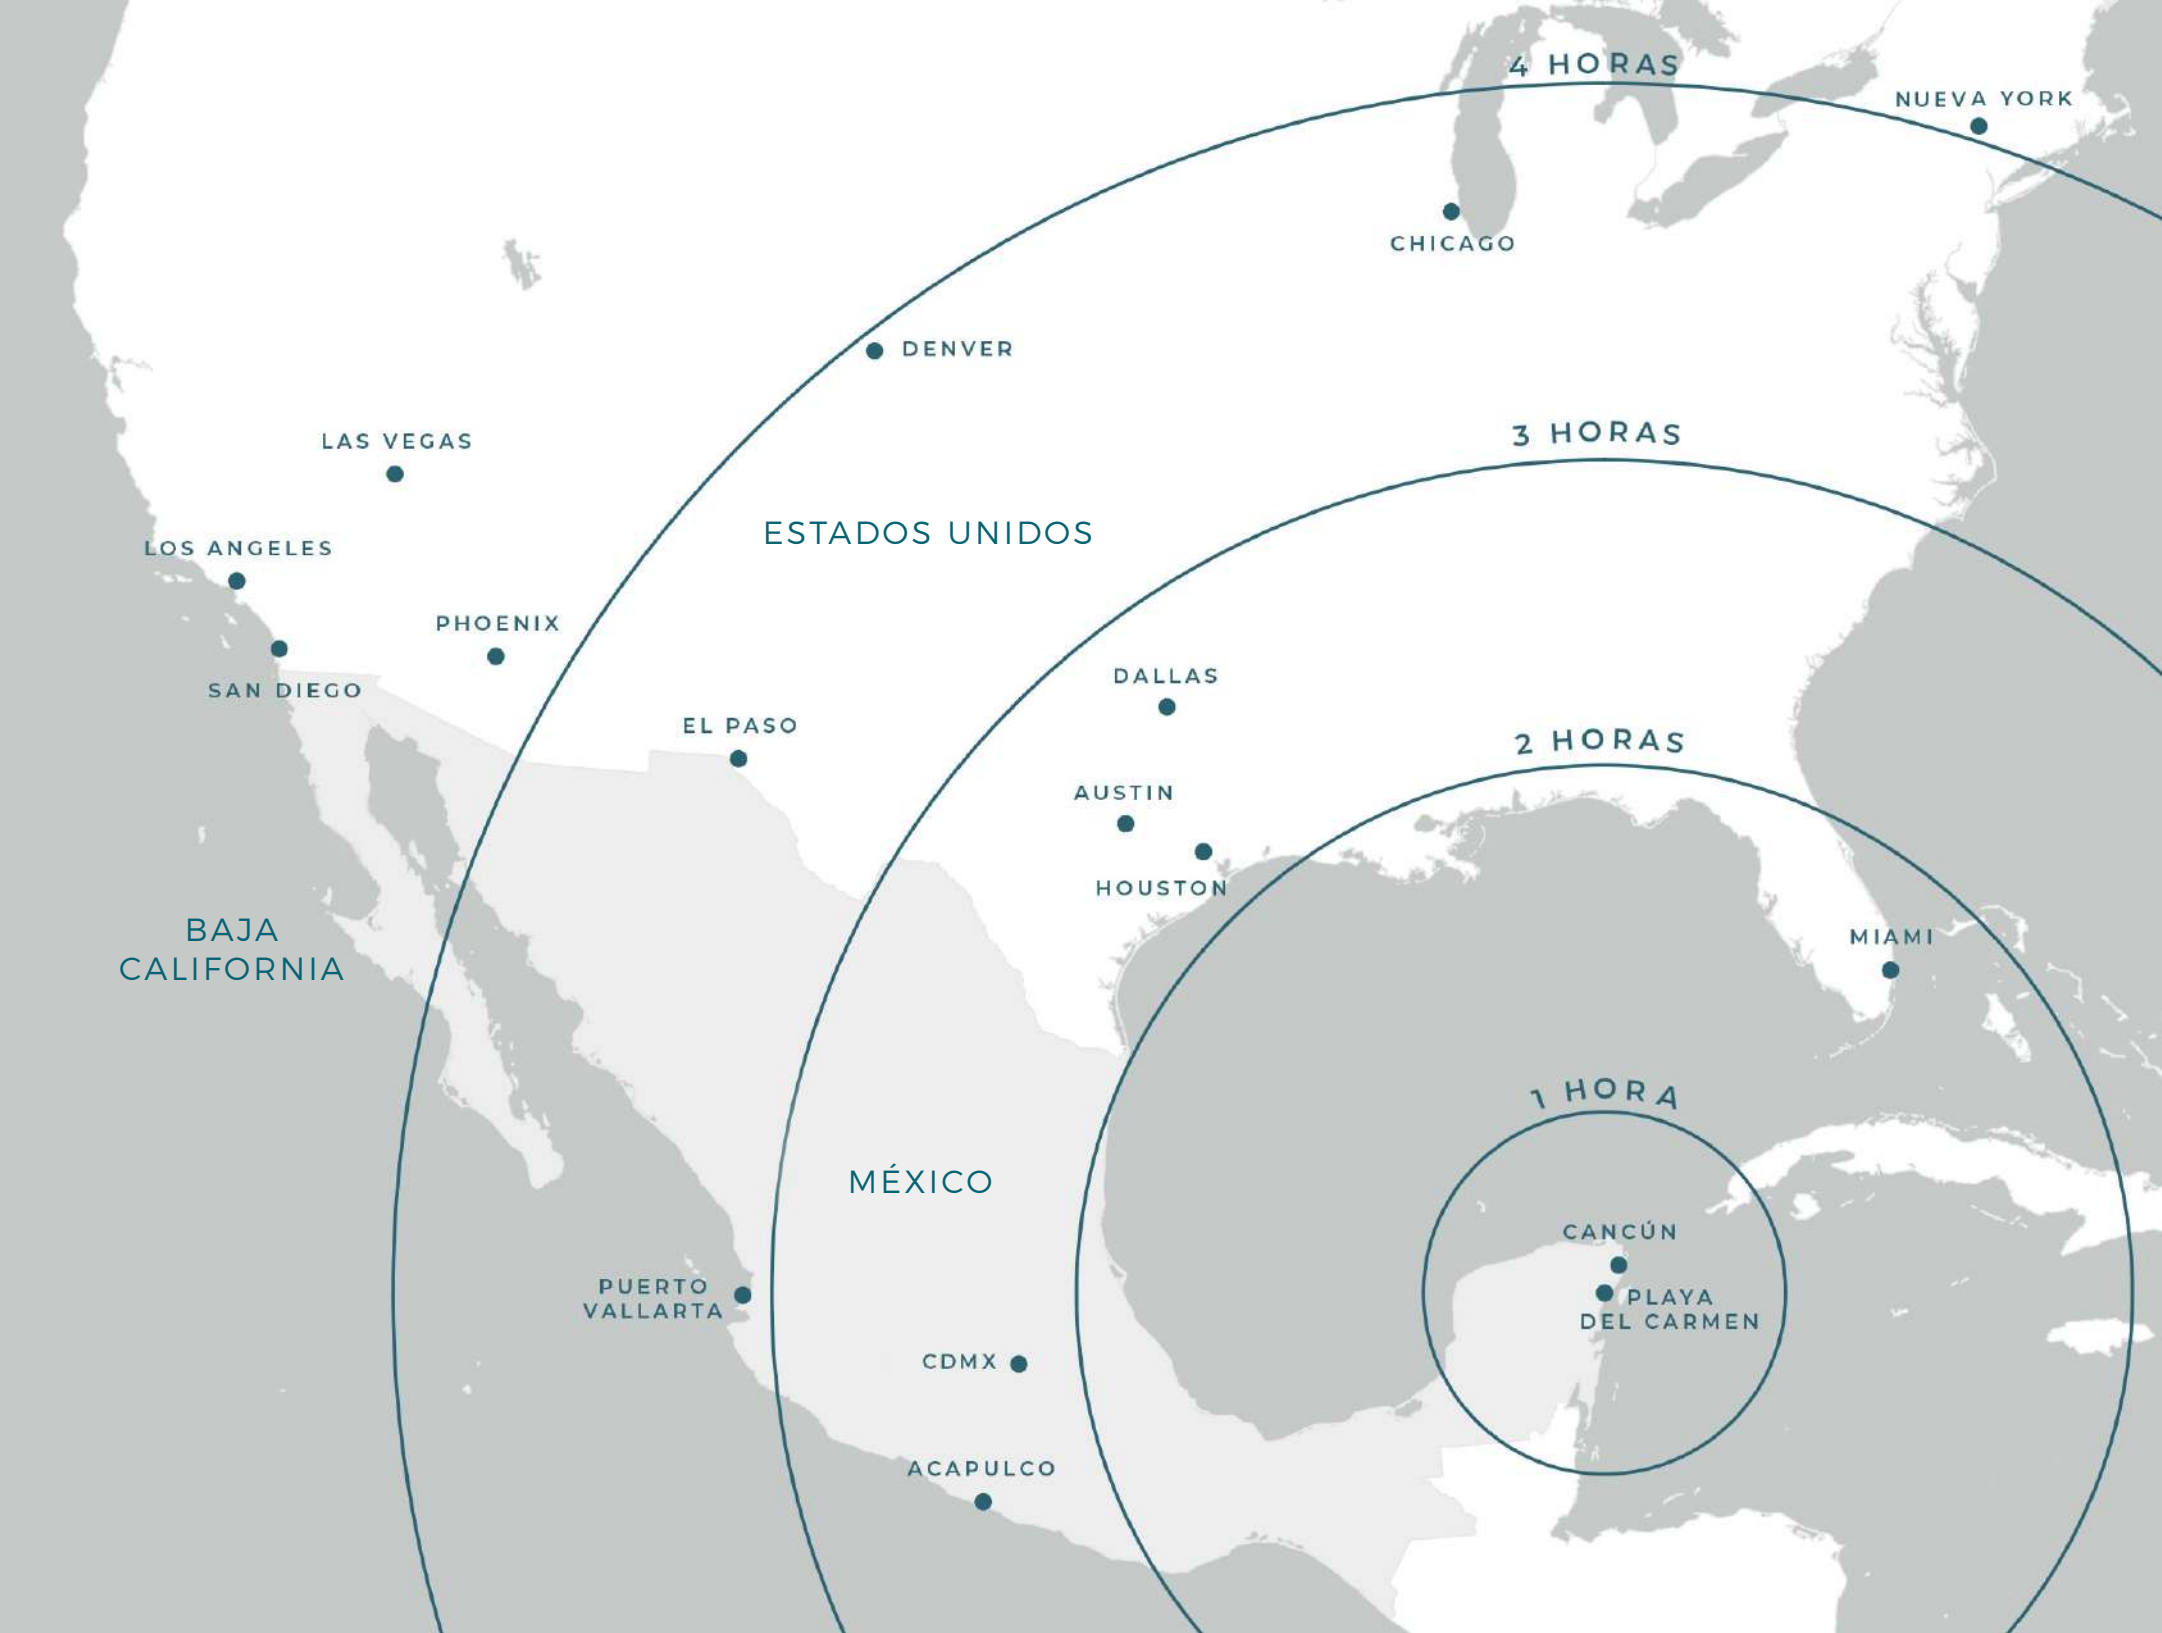 4 HORAS
NUEVA YORK
CHICAGO
DENVER
3 HORAS
LAS VEGAS
ESTADOS UNIDOS
LOS ANGELES
PHOENIX
DALLAS
SAN DIEGO
EL PASO
2 HORAS
AUSTIN
HOUSTON
BAJA
CALIFORNIA
MIAMI
1 HORA
MÉXICO
CANCÚN
PUERTO
VALLARTA
PLAYA
DEL CARMEN
CDMX
ACAPULCO